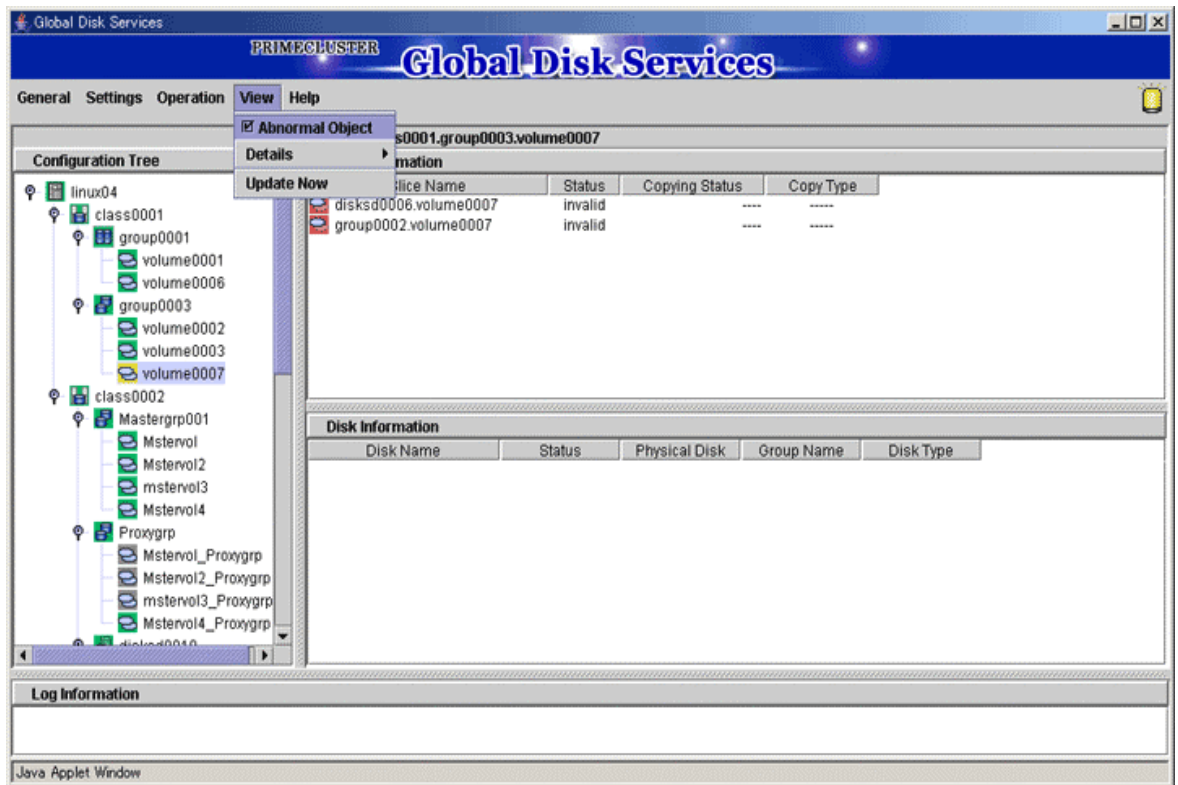 Global Disk Services
PRIMECLUSTER
Global Disk Services
General Settings Operation View Help
Abnormal Object
Details
Update Now
s0001.group0003.volume0007
Configuration Tree
rmation
lice Name Status Copying Status Copy Type
disksd0006.volume0007 invalid ---- -----
group0002.volume0007 invalid ---- -----
linux04
class0001
group0001
volume0001
volume0006
group0003
volume0002
volume0003
volume0007
class0002
Mastergrp001
Mstervol
Mstervol2
mstervol3
Mstervol4
Proxygrp
Mstervol_Proxygrp
Mstervol2_Proxygrp
mstervol3_Proxygrp
Mstervol4_Proxygrp
Disk Information
Disk Name Status Physical Disk Group Name Disk Type
Log Information
Java Applet Window